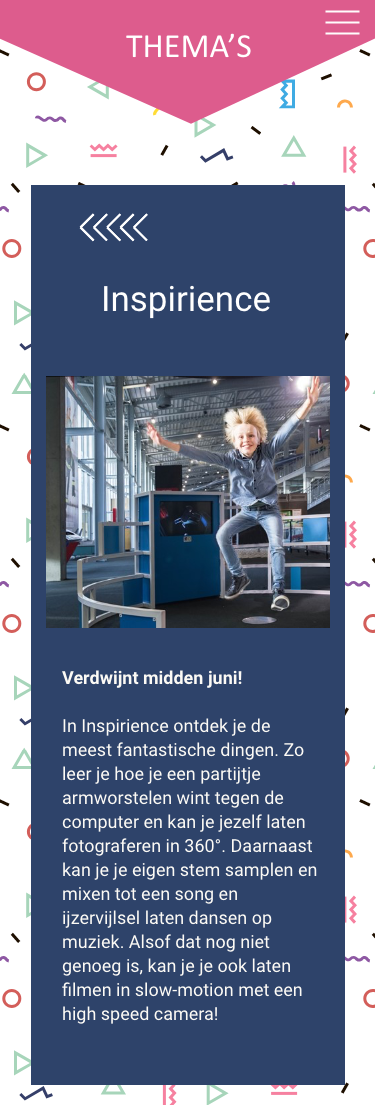 THEMA’S
Inspirience
Verdwijnt midden juni!
In Inspirience ontdek je de
meest fantastische dingen. Zo
leer je hoe je een partijtje
armworstelen wint tegen de
computer en kan je jezelf laten
fotograferen in 360°. Daarnaast
kan je je eigen stem samplen en
mixen tot een song en
ijzervijlsel laten dansen op
muziek. Alsof dat nog niet
genoeg is, kan je je ook laten
filmen in slow-motion met een
high speed camera!